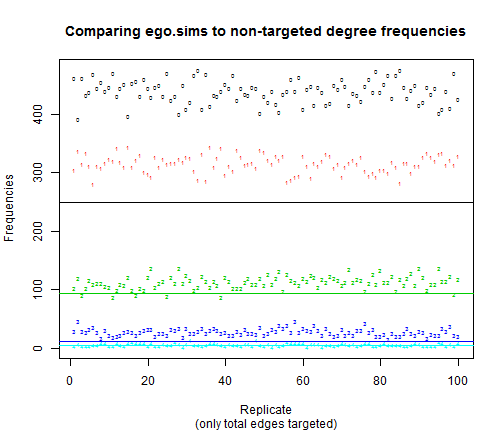 Comparing ego.sims to non-targeted degree frequencies
Frequencies
400
300
200
100
0
0 20 40 60 80 100
Replicate
(only total edges targeted)